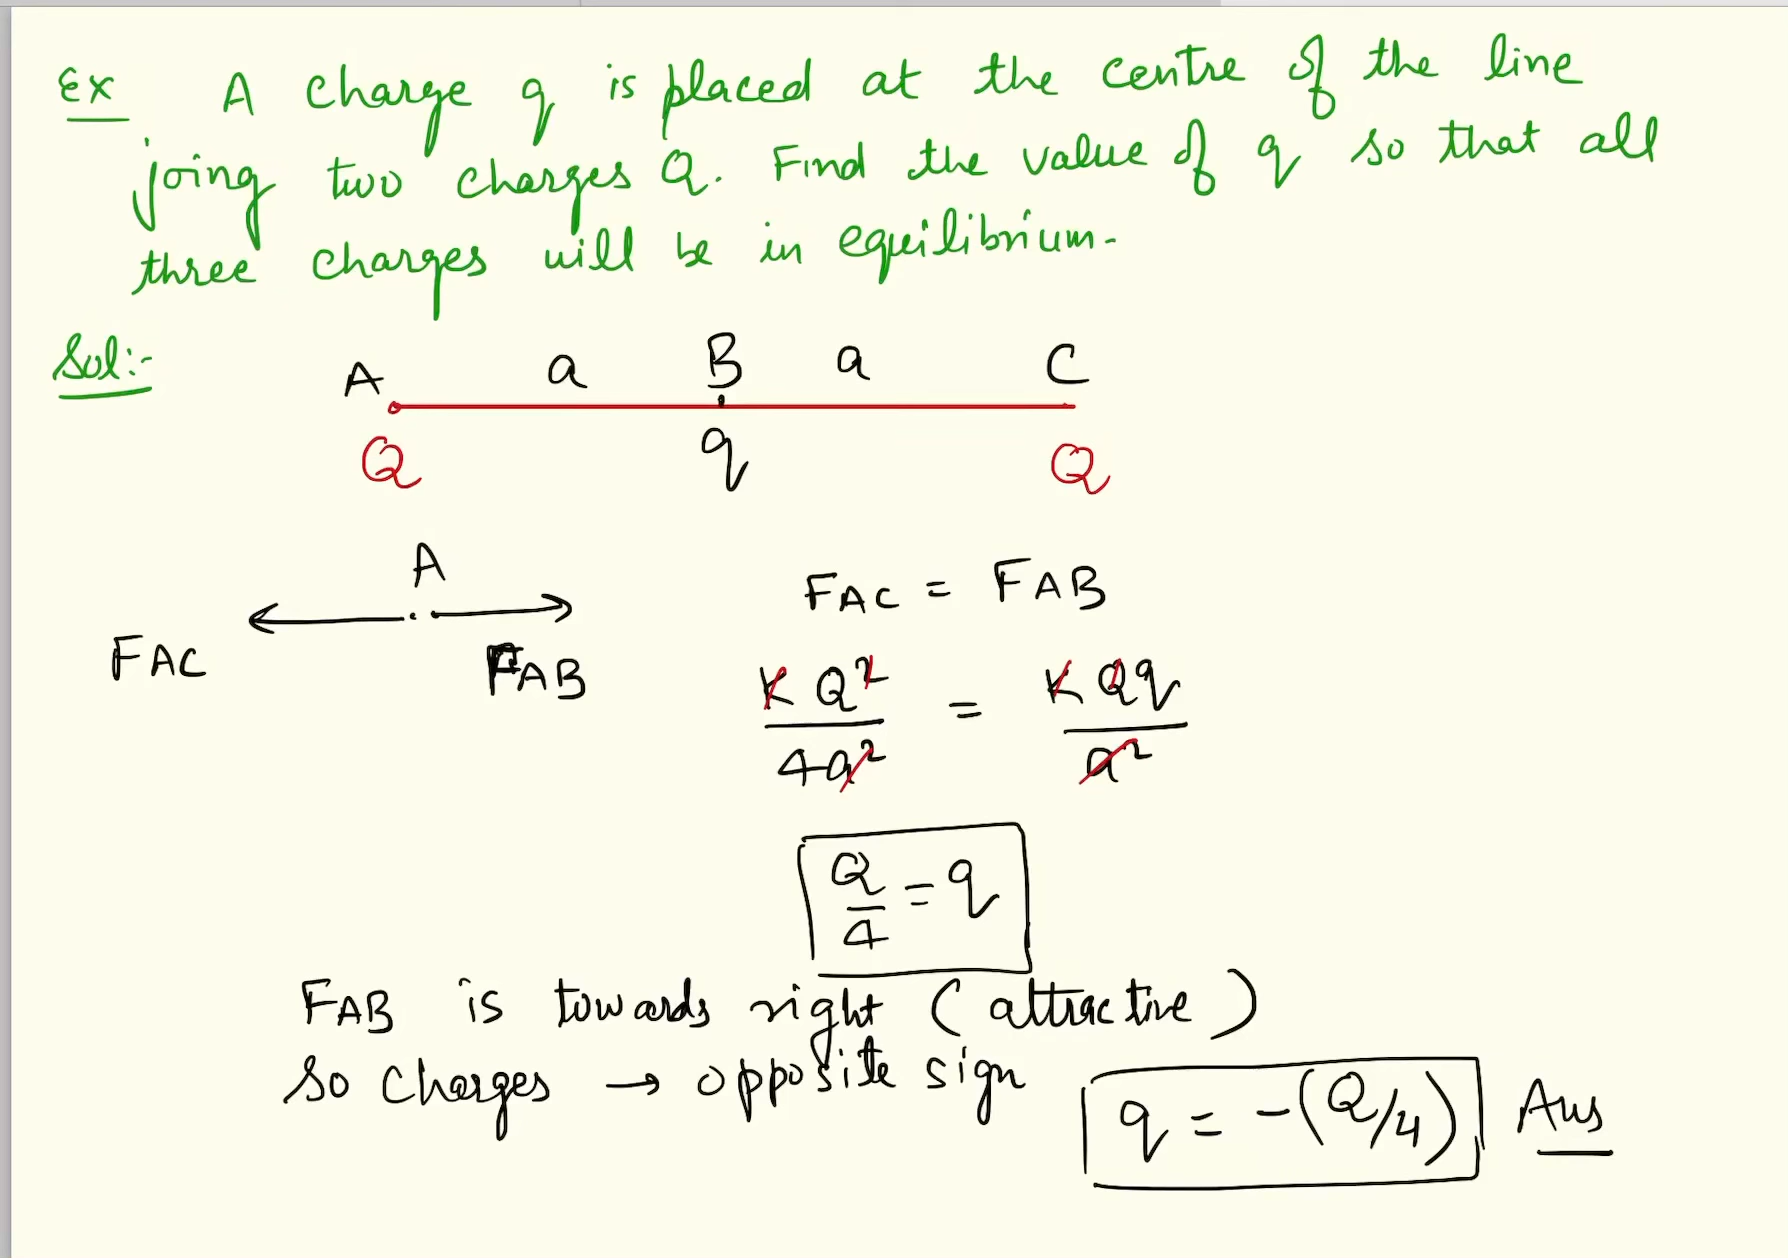 Ex A charge q is placed at the centre of the line
joing two charges Q. Find the value of q so that all
three charges will be in equilibrium.
Sol:-
A a B a C
Q q Q
A
FAC = FAB
FAC FAB
K Q² / 4a² = K Q q / a²
Q/4 = q
FAB is towards right (attractive)
so charges → opposite sign
q = -(Q/4) Ans